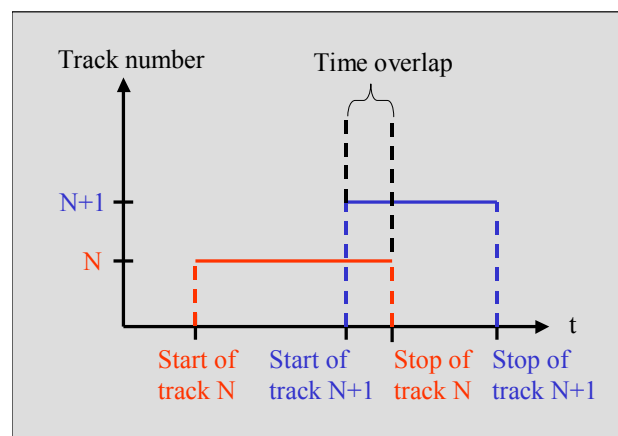 Track number
Time overlap
N+1
N
t
Start of
track N
Start of
track N+1
Stop of
track N
Stop of
track N+1